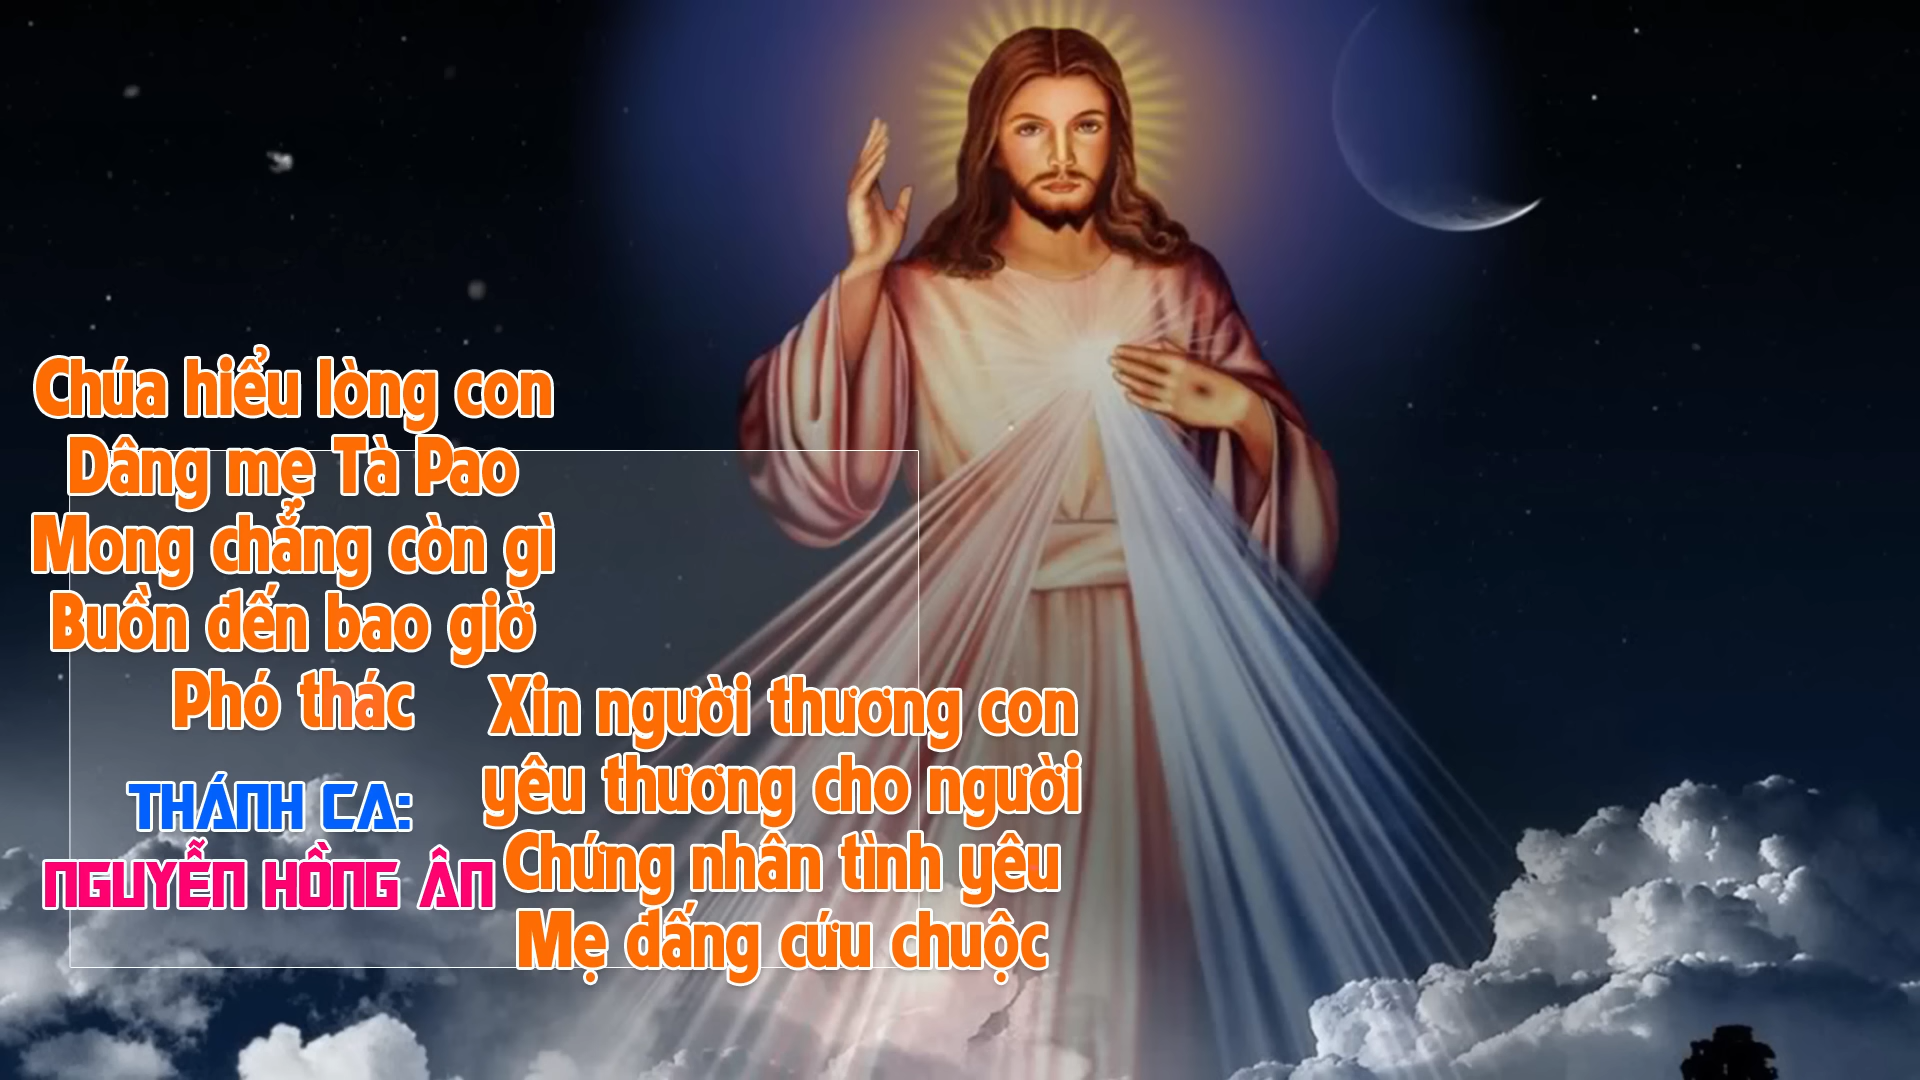 Chúa hiểu lòng con
Dâng mẹ Tà Pao
Mong chẳng còn gì
Buồn đến bao giờ
Phó thác
THÁNH CA:
NGUYỄN HỒNG ÂN
Xin người thương con
yêu thương cho người
Chứng nhân tình yêu
Mẹ đấng cứu chuộc